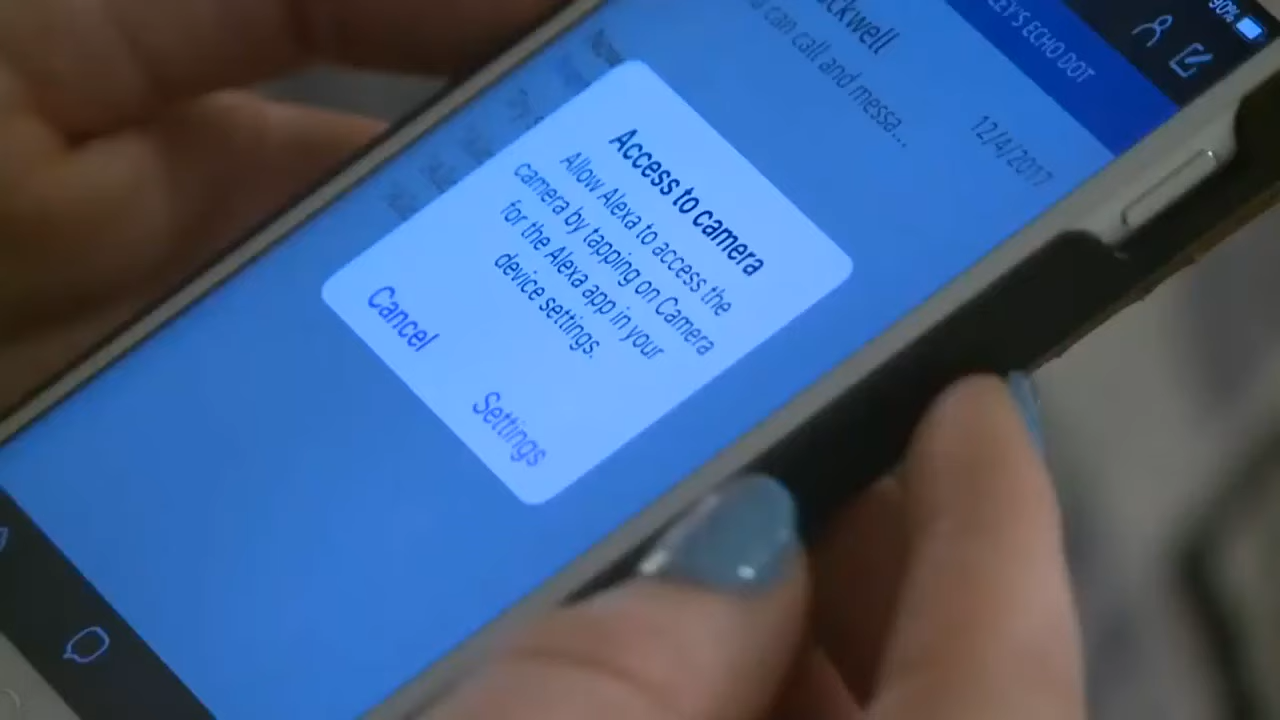 90%
LEY'S ECHO DOT
ckwell
can call and messa...
12/4/2017
Access to camera
Allow Alexa to access the
camera by tapping on Camera
for the Alexa app in your
device settings.
Cancel
Settings